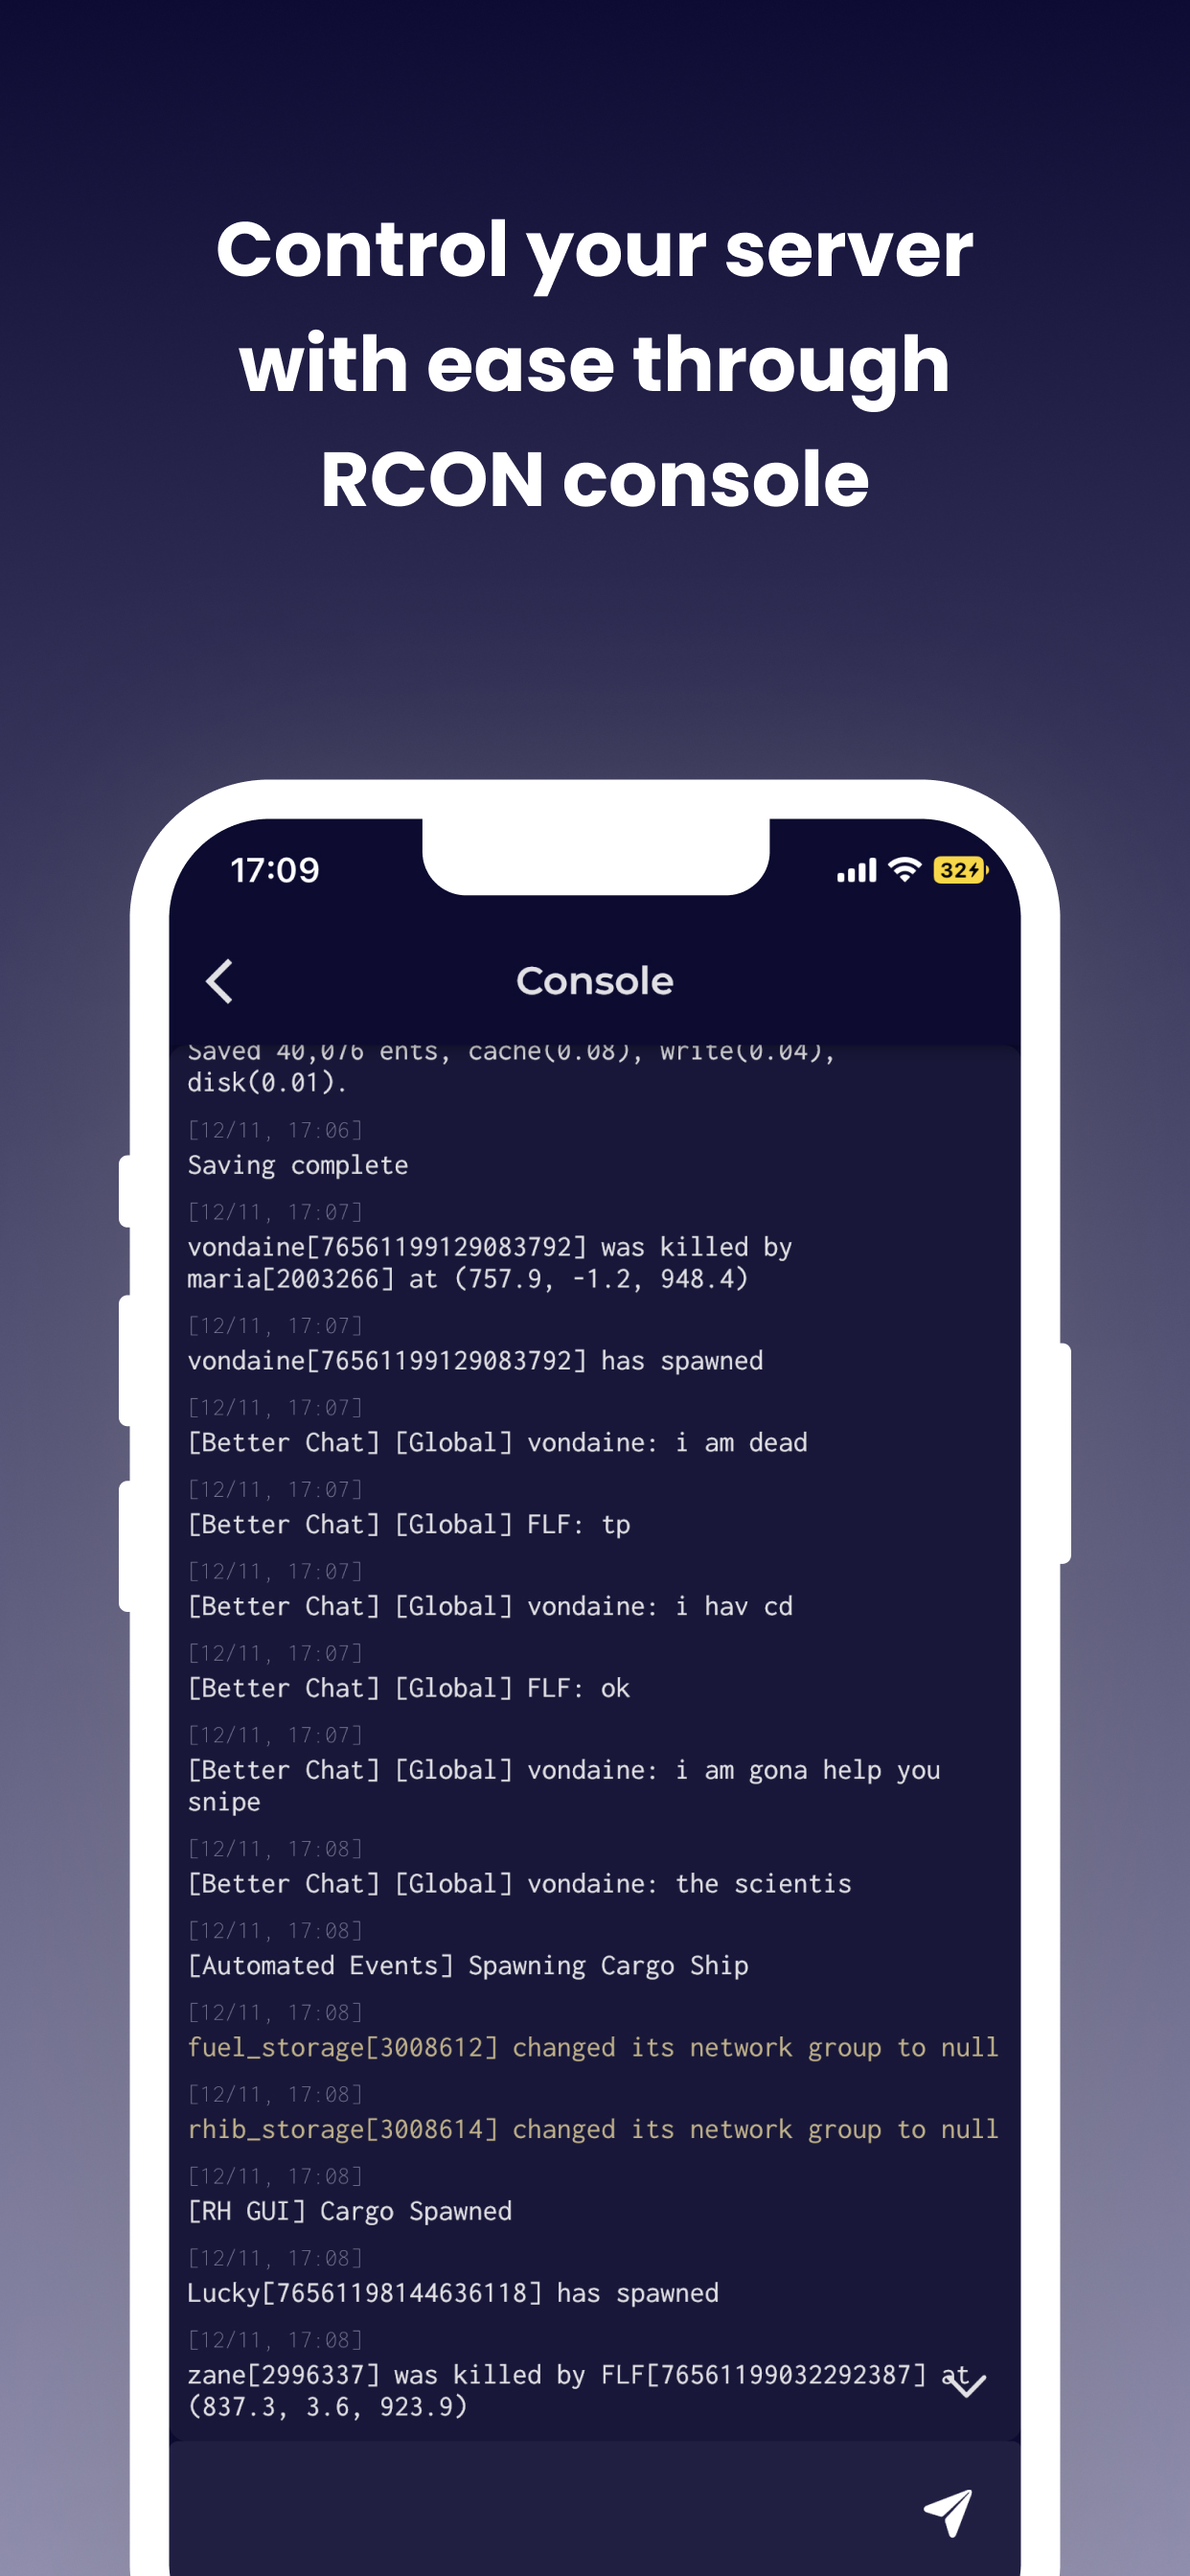 Control your server
with ease through
RCON console
17:09
32
Console
Saved 40,076 ents, cache(0.08), write(0.04),
disk(0.01).
[12/11, 17:06]
Saving complete
[12/11, 17:07]
vondaine[76561199129083792] was killed by
maria[2003266] at (757.9, -1.2, 948.4)
[12/11, 17:07]
vondaine[76561199129083792] has spawned
[12/11, 17:07]
[Better Chat] [Global] vondaine: i am dead
[12/11, 17:07]
[Better Chat] [Global] FLF: tp
[12/11, 17:07]
[Better Chat] [Global] vondaine: i hav cd
[12/11, 17:07]
[Better Chat] [Global] FLF: ok
[12/11, 17:07]
[Better Chat] [Global] vondaine: i am gona help you
snipe
[12/11, 17:08]
[Better Chat] [Global] vondaine: the scientis
[12/11, 17:08]
[Automated Events] Spawning Cargo Ship
[12/11, 17:08]
fuel_storage[3008612] changed its network group to null
[12/11, 17:08]
rhib_storage[3008614] changed its network group to null
[12/11, 17:08]
[RH GUI] Cargo Spawned
[12/11, 17:08]
Lucky[76561198144636118] has spawned
[12/11, 17:08]
zane[2996337] was killed by FLF[76561199032292387] at
(837.3, 3.6, 923.9)